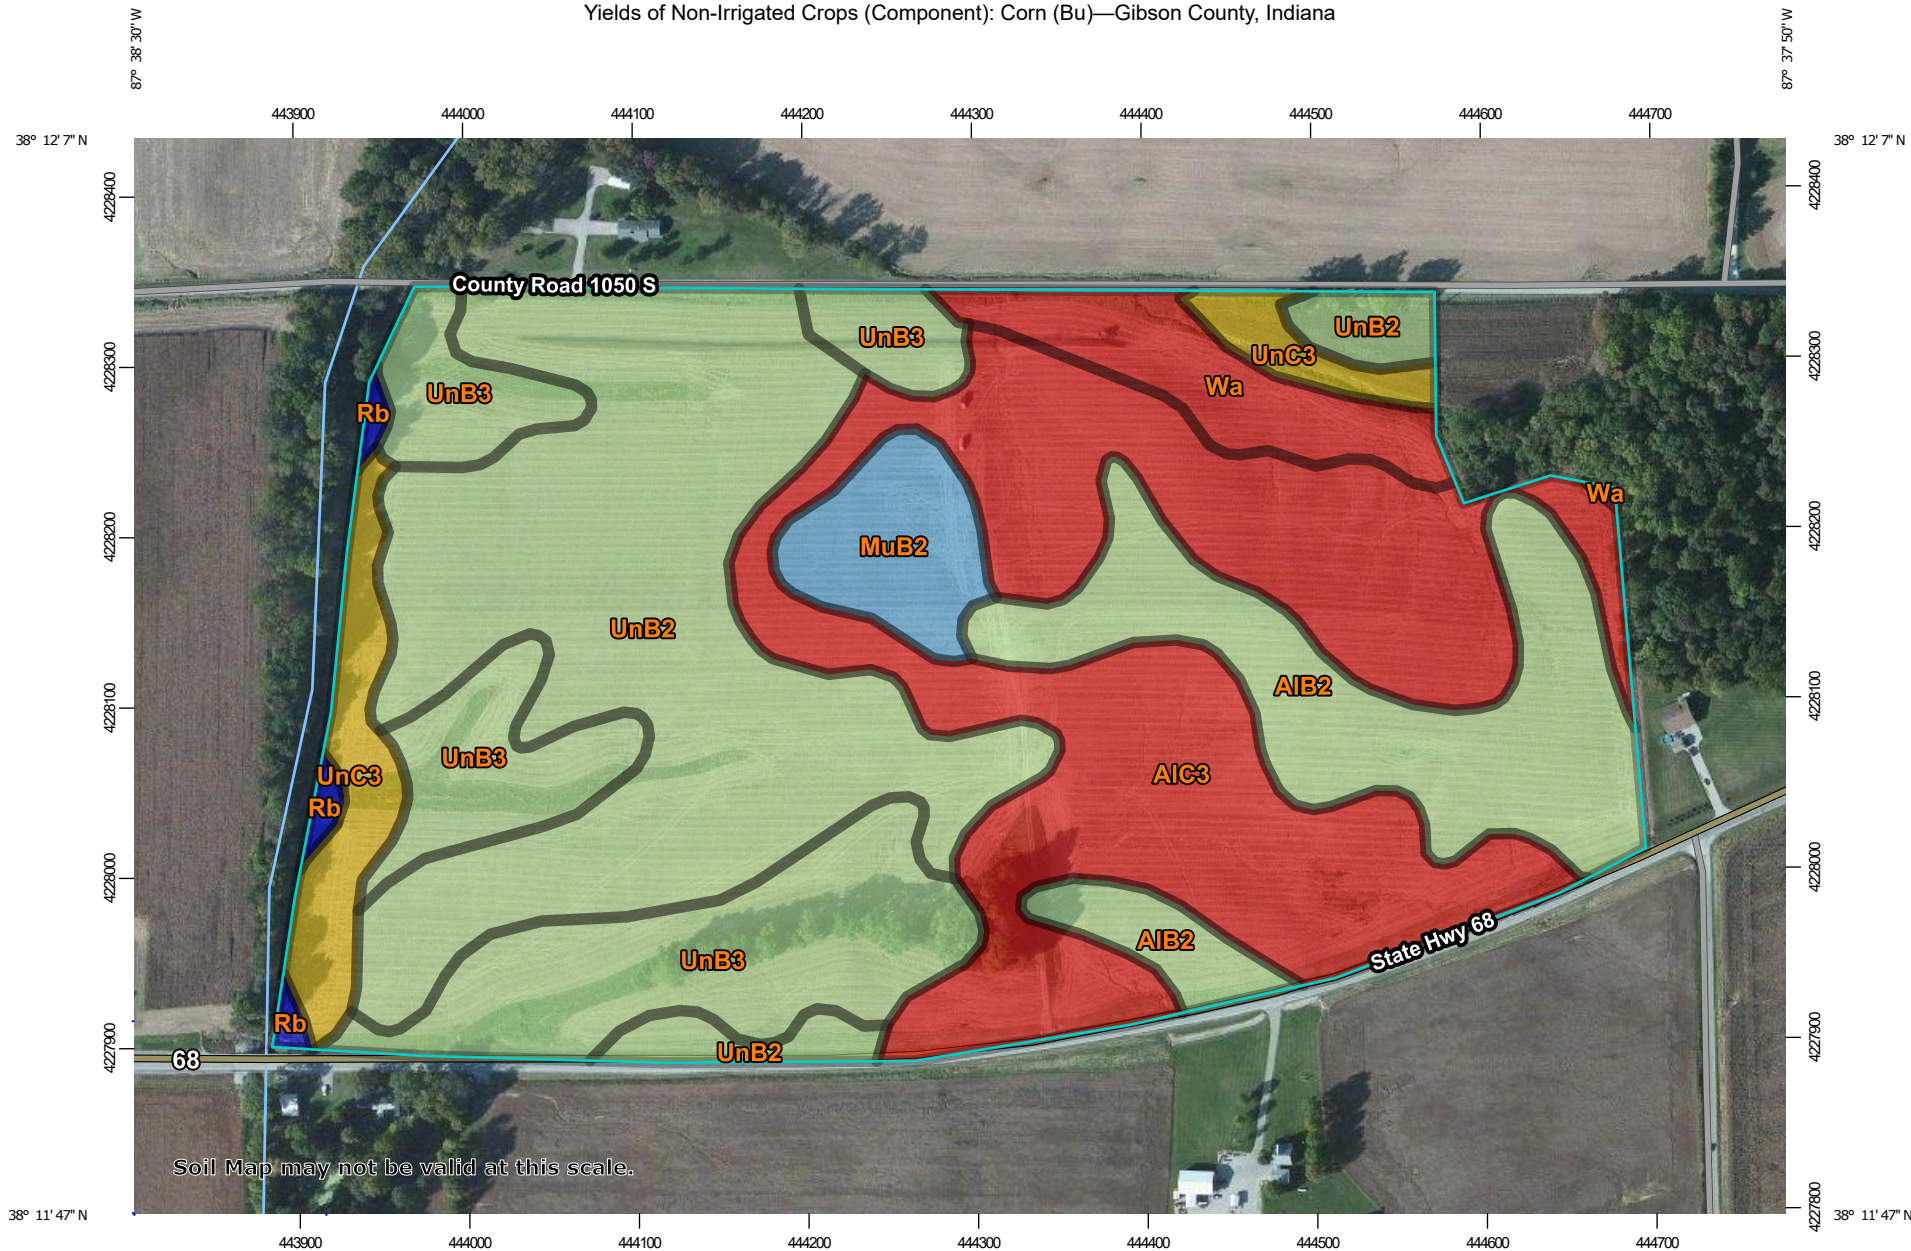 Yields of Non-Irrigated Crops (Component): Corn (Bu)—Gibson County, Indiana
87° 38' 30'' W
87° 37' 50'' W
443900 444000 444100 444200 444300 444400 444500 444600 444700
38° 12' 7'' N
38° 12' 7'' N
4228400
4228400
County Road 1050 S
UnB3
UnB2
4228300
4228300
UnC3
Wa
UnB3
Rb
Wa
4228200
4228200
MuB2
UnB2
AlB2
4228100
4228100
UnB3
UnC3
AlC3
Rb
4228000
4228000
State Hwy 68
AlB2
UnB3
Rb
4227900
4227900
UnB2
68
Soil Map may not be valid at this scale.
4227800
38° 11' 47'' N
38° 11' 47'' N
443900 444000 444100 444200 444300 444400 444500 444600 444700